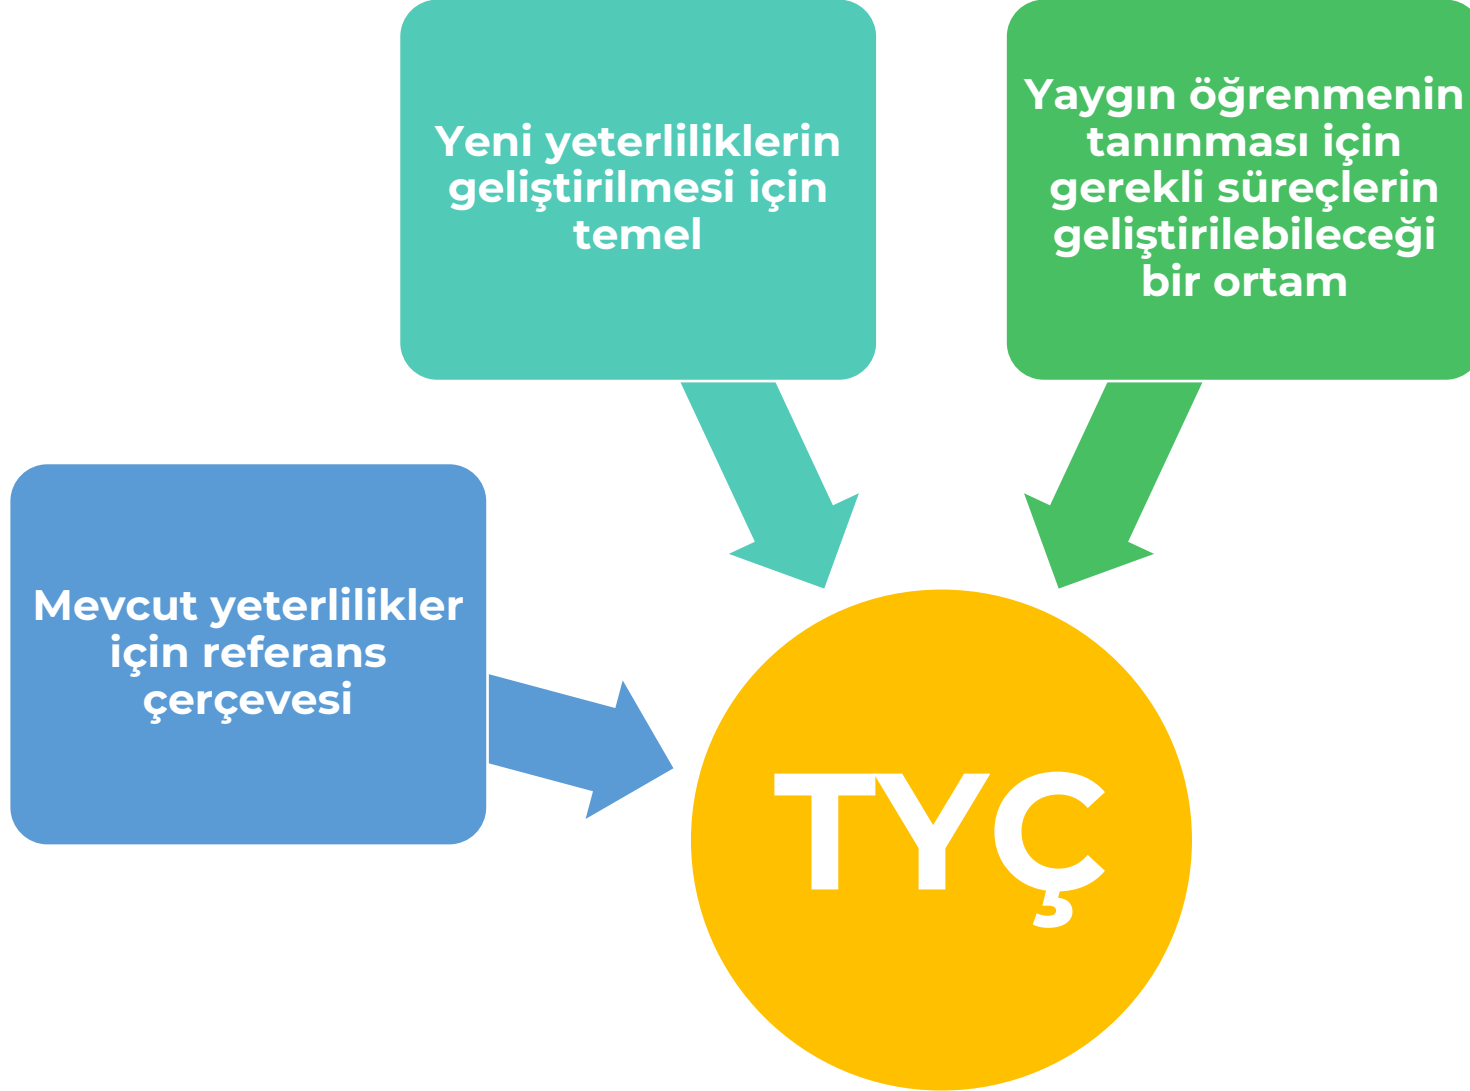 Yeni yeterliliklerin
geliştirilmesi için
temel
Yaygın öğrenmenin
tanınması için
gerekli süreçlerin
geliştirilebileceği
bir ortam
Mevcut yeterlilikler
için referans
çerçevesi
TYÇ